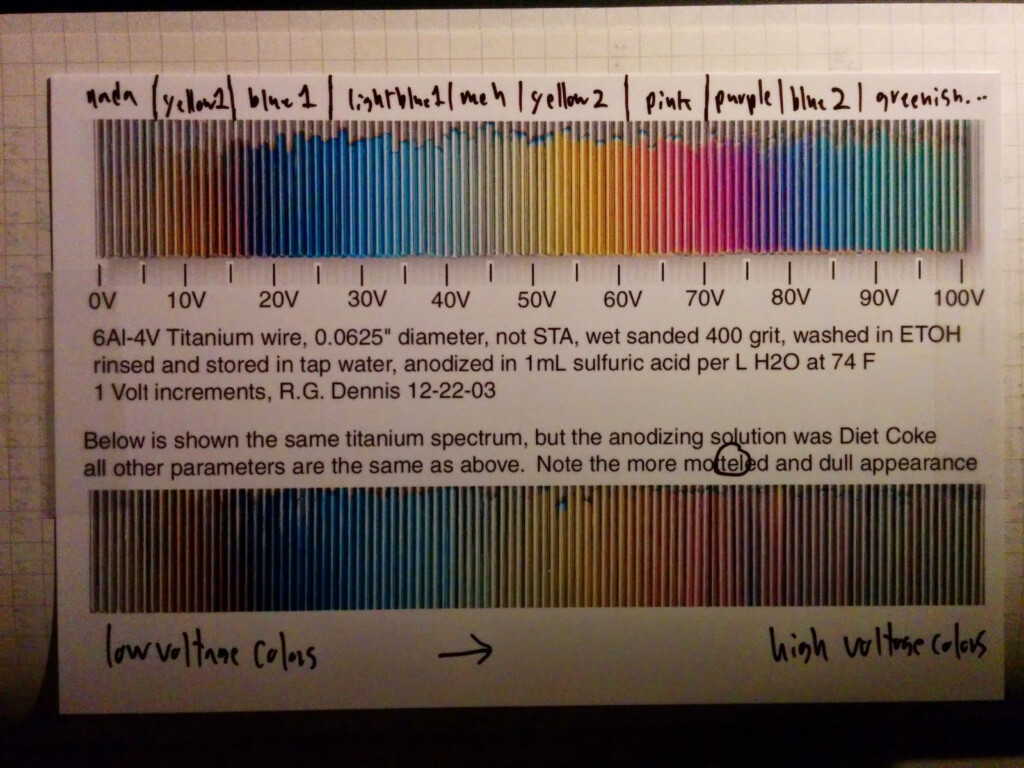 nada | yellow1 | blue 1 | lightblue1 | meh | yellow 2 | pink | purple | blue 2 | greenish...
0V 10V 20V 30V 40V 50V 60V 70V 80V 90V 100V
6Al-4V Titanium wire, 0.0625" diameter, not STA, wet sanded 400 grit, washed in ETOH
rinsed and stored in tap water, anodized in 1mL sulfuric acid per L H2O at 74 F
1 Volt increments, R.G. Dennis 12-22-03
Below is shown the same titanium spectrum, but the anodizing solution was Diet Coke
all other parameters are the same as above. Note the more morteled and dull appearance
low voltage colors → high voltage colors